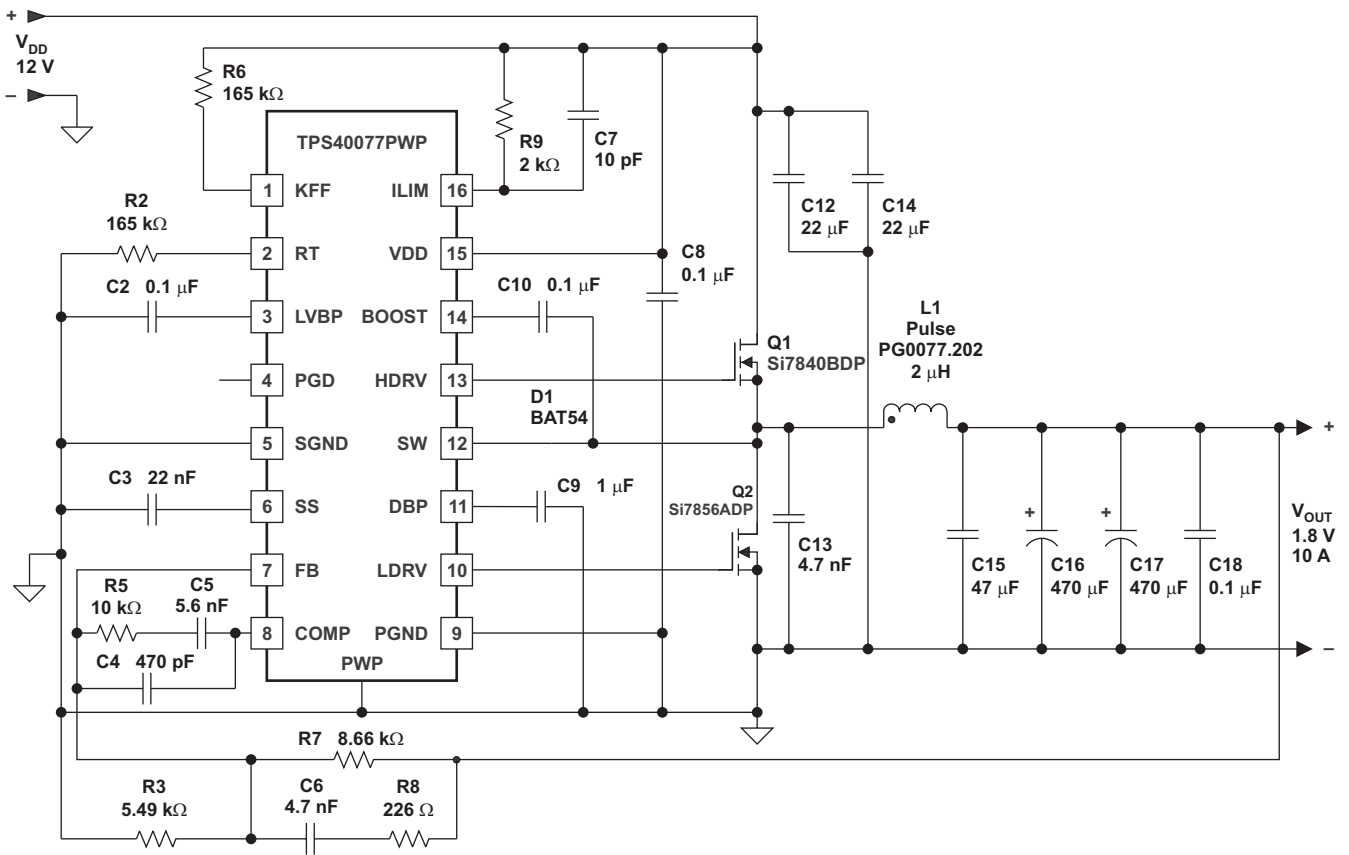 +
V_DD
12 V
−
R6
165 kΩ
TPS40077PWP
R9
2 kΩ
C7
10 pF
1 KFF
ILIM 16
R2
165 kΩ
C12
22 μF
C14
22 μF
2 RT
VDD 15
C8
0.1 μF
C2 0.1 μF
C10 0.1 μF
3 LVBP
BOOST 14
L1
Pulse
PG0077.202
2 μH
Q1
Si7840BDP
4 PGD
HDRV 13
D1
BAT54
5 SGND
SW 12
+
C3 22 nF
C9 1 μF
Q2
Si7856ADP
6 SS
DBP 11
+
+
V_OUT
1.8 V
10 A
C13
4.7 nF
7 FB
LDRV 10
C15
47 μF
C16
470 μF
C17
470 μF
C18
0.1 μF
R5
10 kΩ
C5
5.6 nF
8 COMP
PGND 9
−
C4 470 pF
PWP
R7 8.66 kΩ
R3
5.49 kΩ
C6
4.7 nF
R8
226 Ω